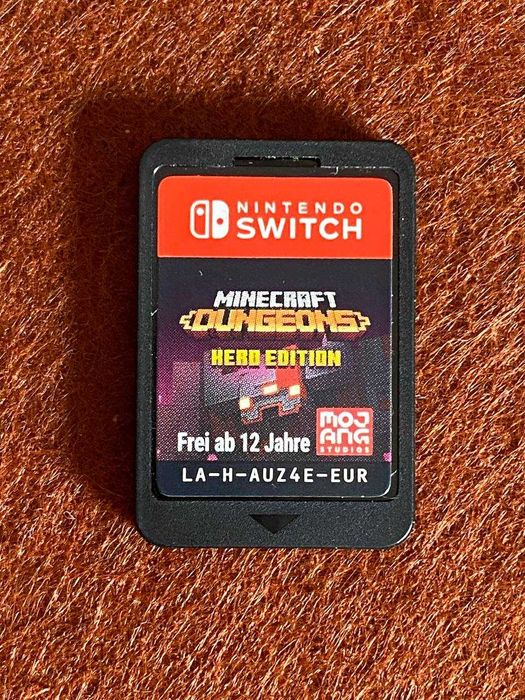 NINTENDO
SWITCH
MINECRAFT
DUNGEONS
HERO EDITION
Frei ab 12 Jahre
MOJ
ANG
STUDIOS
LA-H-AUZ4E-EUR